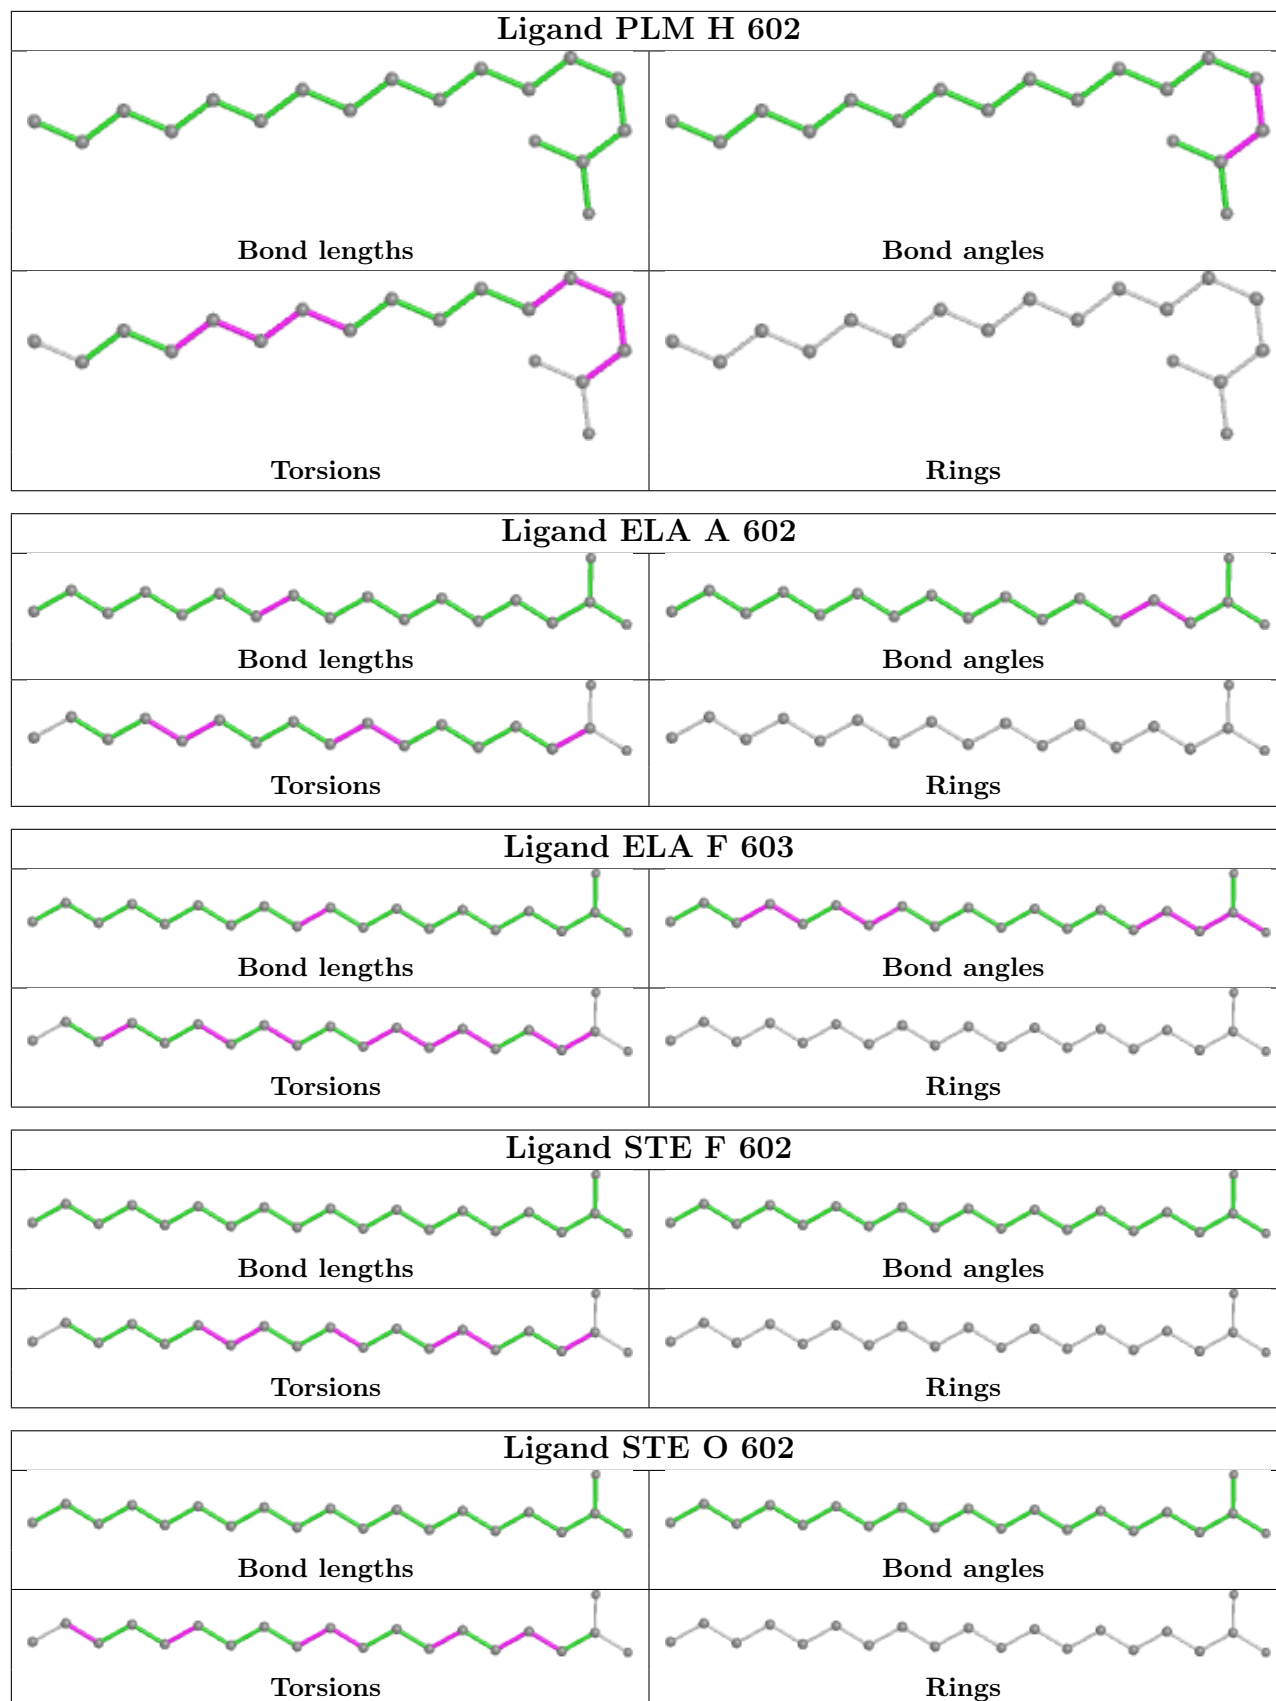 Ligand PLM H 602
Bond lengths Bond angles
Torsions Rings
Ligand ELA A 602
Bond lengths Bond angles
Torsions Rings
Ligand ELA F 603
Bond lengths Bond angles
Torsions Rings
Ligand STE F 602
Bond lengths Bond angles
Torsions Rings
Ligand STE O 602
Bond lengths Bond angles
Torsions Rings